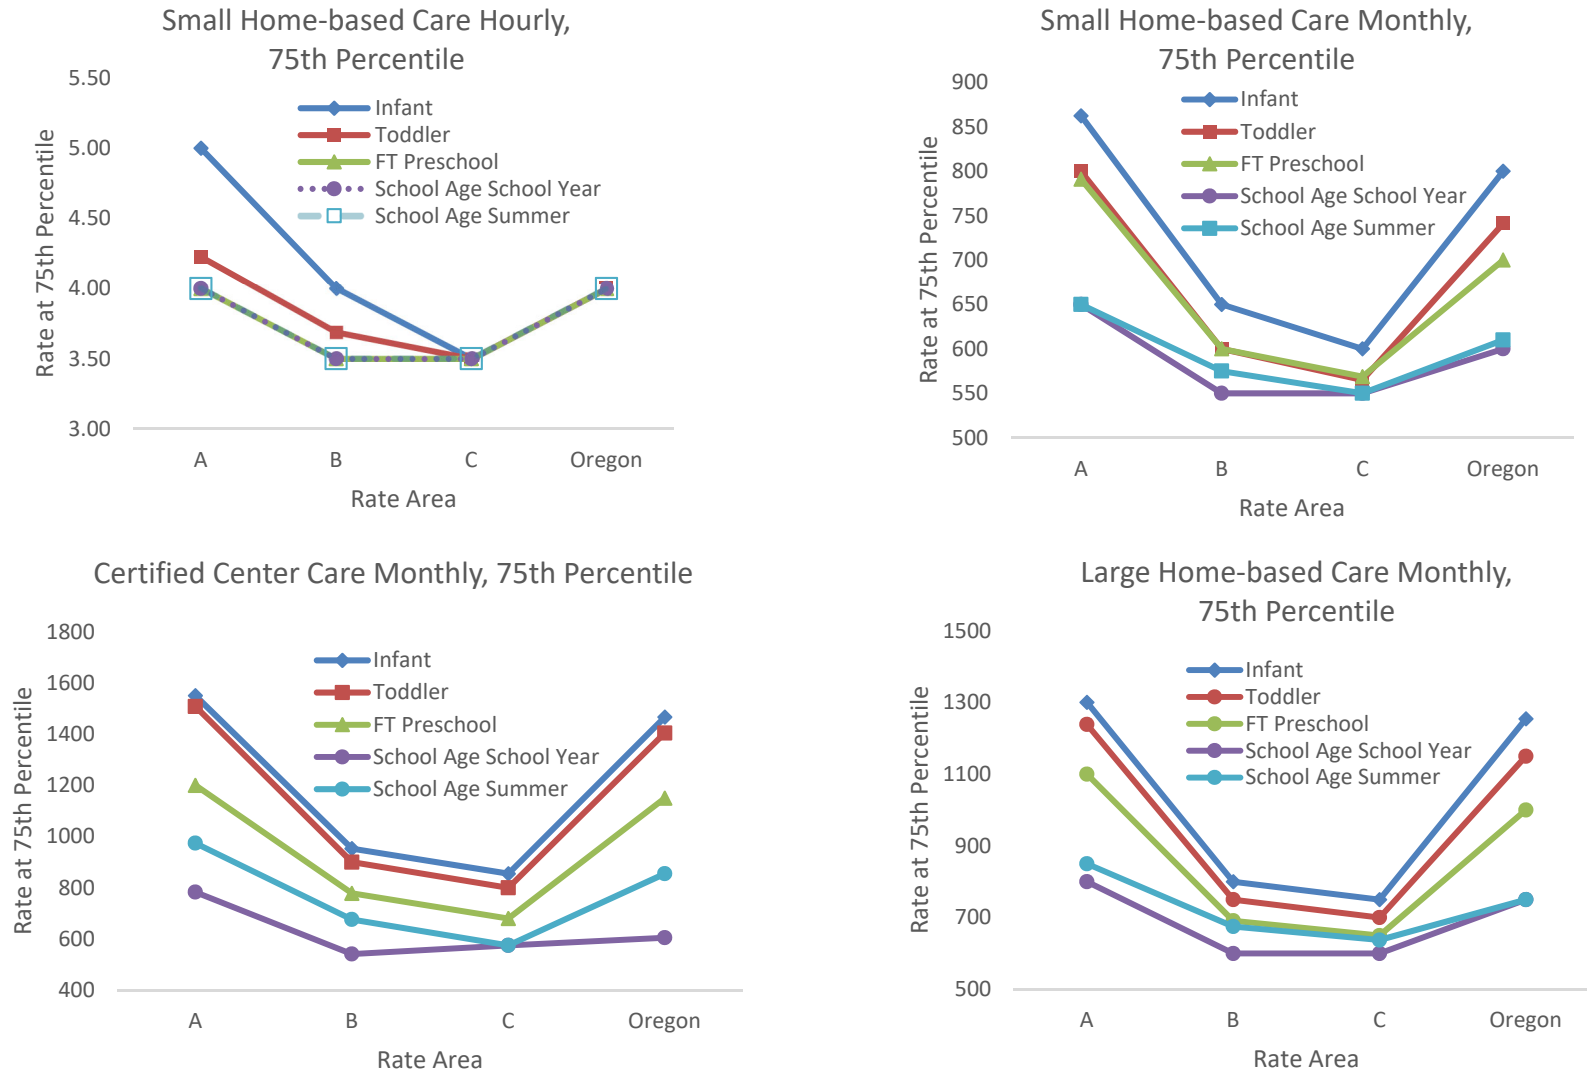 Small Home-based Care Hourly,
75th Percentile
5.50
5.00
4.50
4.00
3.50
3.00
Rate at 75th Percentile
Infant
Toddler
FT Preschool
School Age School Year
School Age Summer
A
B
C
Oregon
Rate Area
Small Home-based Care Monthly,
75th Percentile
900
850
800
750
700
650
600
550
500
Rate at 75th Percentile
Infant
Toddler
FT Preschool
School Age School Year
School Age Summer
A
B
C
Oregon
Rate Area
Certified Center Care Monthly, 75th Percentile
1800
1600
1400
1200
1000
800
600
400
Rate at 75th Percentile
Infant
Toddler
FT Preschool
School Age School Year
School Age Summer
A
B
C
Oregon
Rate Area
Large Home-based Care Monthly,
75th Percentile
1500
1300
1100
900
700
500
Rate at 75th Percentile
Infant
Toddler
FT Preschool
School Age School Year
School Age Summer
A
B
C
Oregon
Rate Area